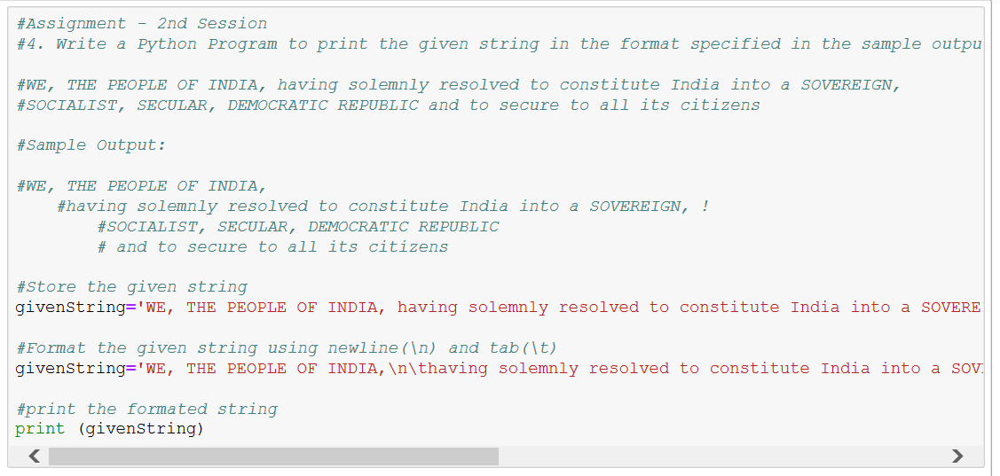 #Assignment - 2nd Session
#4. Write a Python Program to print the given string in the format specified in the sample outpu
#WE, THE PEOPLE OF INDIA, having solemnly resolved to constitute India into a SOVEREIGN,
#SOCIALIST, SECULAR, DEMOCRATIC REPUBLIC and to secure to all its citizens
#Sample Output:
#WE, THE PEOPLE OF INDIA,
#having solemnly resolved to constitute India into a SOVEREIGN, !
#SOCIALIST, SECULAR, DEMOCRATIC REPUBLIC
# and to secure to all its citizens
#Store the given string
givenString='WE, THE PEOPLE OF INDIA, having solemnly resolved to constitute India into a SOVERE
#Format the given string using newline(\n) and tab(\t)
givenString='WE, THE PEOPLE OF INDIA,\n\thaving solemnly resolved to constitute India into a SOV
#print the formated string
print (givenString)